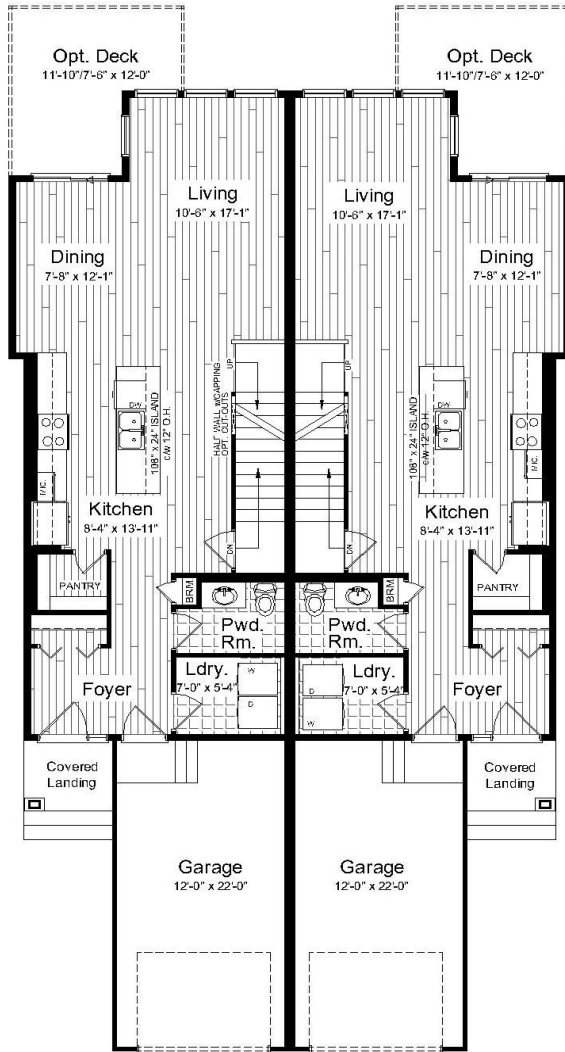 Opt. Deck
11'-10"/7'-6" x 12'-0"
Opt. Deck
11'-10"/7'-6" x 12'-0"
Living
10'-6" x 17'-1"
Living
10'-6" x 17'-1"
Dining
7'-8" x 12'-1"
Dining
7'-8" x 12'-1"
UP
UP
HALF WALL w/CAPPING
OPT. CUT-OUTS
D/W
D/W
108" x 24" ISLAND
c/w 12" O.H.
108" x 24" ISLAND
c/w 12" O.H.
MIC.
MIC.
Kitchen
8'-4" x 13'-11"
Kitchen
8'-4" x 13'-11"
DN
DN
PANTRY
BRM
BRM
PANTRY
Pwd.
Rm.
Pwd.
Rm.
Ldry.
7'-0" x 5'-4"
W
D
Ldry.
7'-0" x 5'-4"
D
W
Foyer
Foyer
Covered
Landing
Covered
Landing
Garage
12'-0" x 22'-0"
Garage
12'-0" x 22'-0"